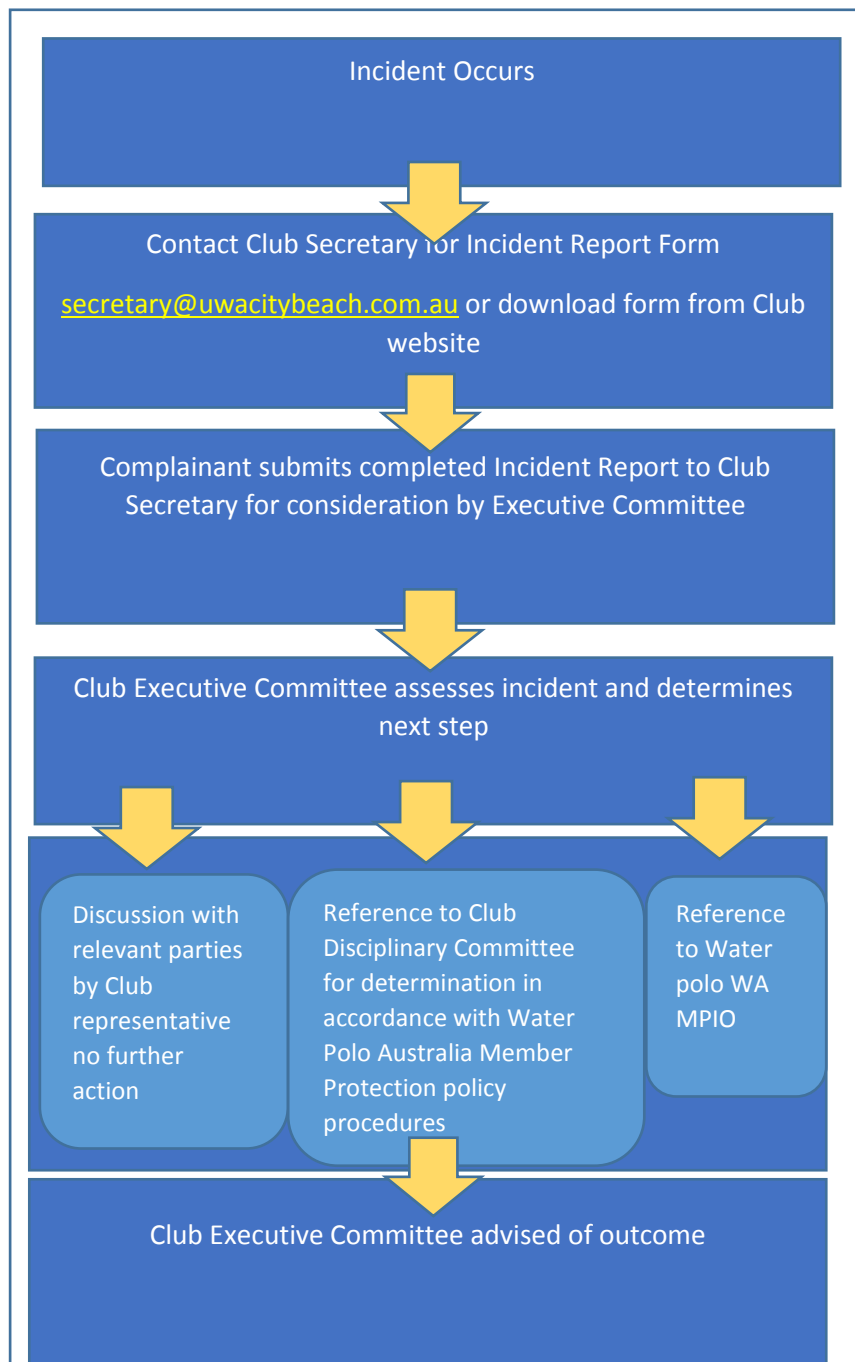 Incident Occurs
Contact Club Secretary for Incident Report Form
secretary@uwacitybeach.com.au or download form from Club
website
Complainant submits completed Incident Report to Club
Secretary for consideration by Executive Committee
Club Executive Committee assesses incident and determines
next step
Discussion with
relevant parties
by Club
representative
no further
action
Reference to Club
Disciplinary Committee
for determination in
accordance with Water
Polo Australia Member
Protection policy
procedures
Reference
to Water
polo WA
MPIO
Club Executive Committee advised of outcome